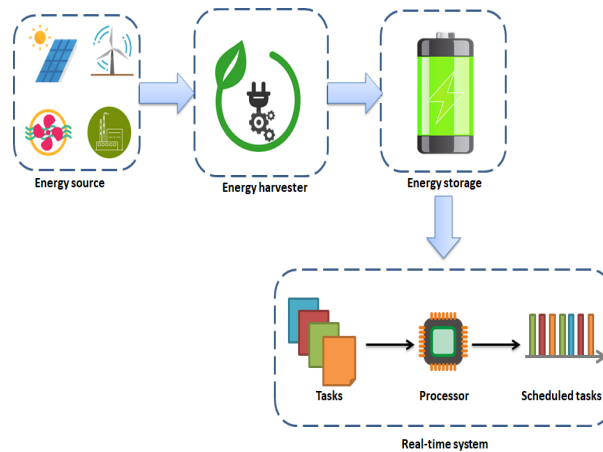 Energy source
Energy harvester
Energy storage
Tasks
Processor
Scheduled tasks
Real-time system